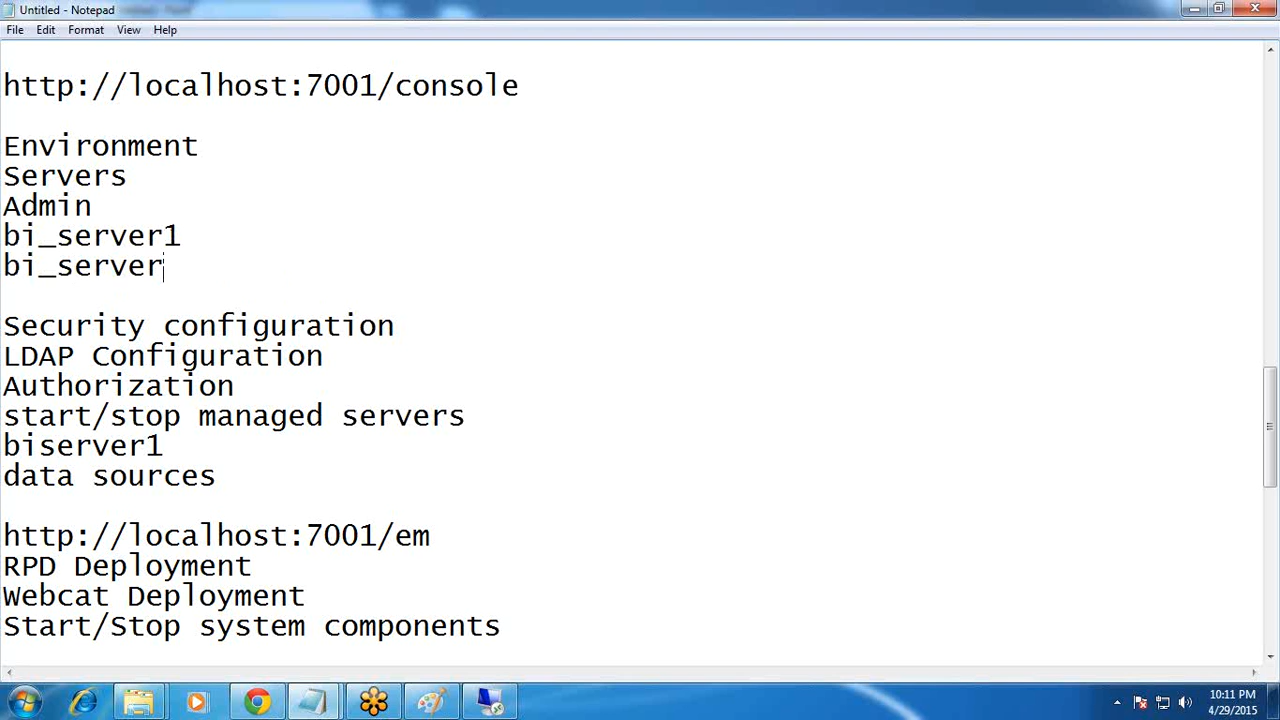 Untitled - Notepad
File Edit Format View Help
http://localhost:7001/console
Environment
Servers
Admin
bi_server1
bi_server
Security configuration
LDAP Configuration
Authorization
start/stop managed servers
biserver1
data sources
http://localhost:7001/em
RPD Deployment
Webcat Deployment
Start/Stop system components
10:11 PM
4/29/2015